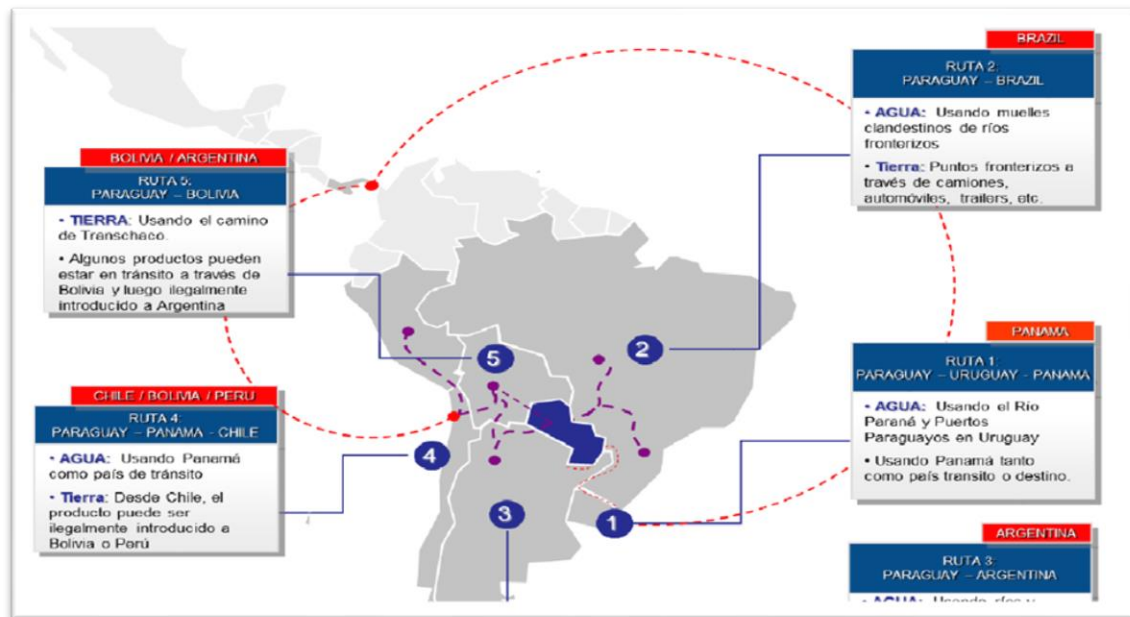 BRAZIL
RUTA 2:
PARAGUAY – BRAZIL
• AGUA: Usando muelles
clandestinos de ríos
fronterizos
• Tierra: Puntos fronterizos a
través de camiones,
automóviles, trailers, etc.
BOLIVIA / ARGENTINA
RUTA 5:
PARAGUAY – BOLIVIA
• TIERRA: Usando el camino
de Transchaco.
• Algunos productos pueden
estar en tránsito a través de
Bolivia y luego ilegalmente
introducido a Argentina
PANAMA
RUTA 1:
PARAGUAY – URUGUAY - PANAMA
• AGUA: Usando el Río
Paraná y Puertos
Paraguayos en Uruguay
• Usando Panamá tanto
como país transito o destino.
CHILE / BOLIVIA / PERU
RUTA 4:
PARAGUAY – PANAMA - CHILE
• AGUA: Usando Panamá
como país de tránsito
• Tierra: Desde Chile, el
producto puede ser
ilegalmente introducido a
Bolivia o Perú
2
5
4
3
1
ARGENTINA
RUTA 3:
PARAGUAY – ARGENTINA
• AGUA: Usando ríos y